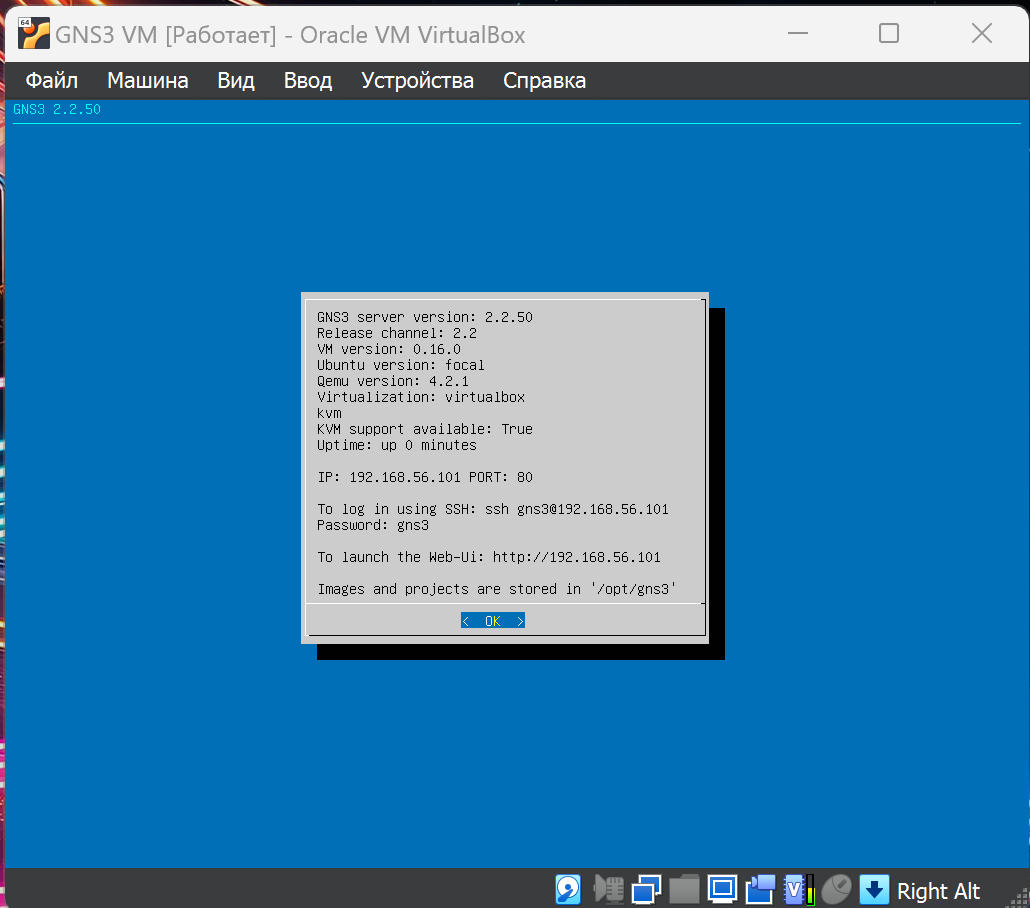 64
GNS3 VM [Работает] - Oracle VM VirtualBox
Файл Машина Вид Ввод Устройства Справка
GNS3 2.2.50
GNS3 server version: 2.2.50
Release channel: 2.2
VM version: 0.16.0
Ubuntu version: focal
Qemu version: 4.2.1
Virtualization: virtualbox
kvm
KVM support available: True
Uptime: up 0 minutes
IP: 192.168.56.101 PORT: 80
To log in using SSH: ssh gns3@192.168.56.101
Password: gns3
To launch the Web-Ui: http://192.168.56.101
Images and projects are stored in '/opt/gns3'
< OK >
V
Right Alt